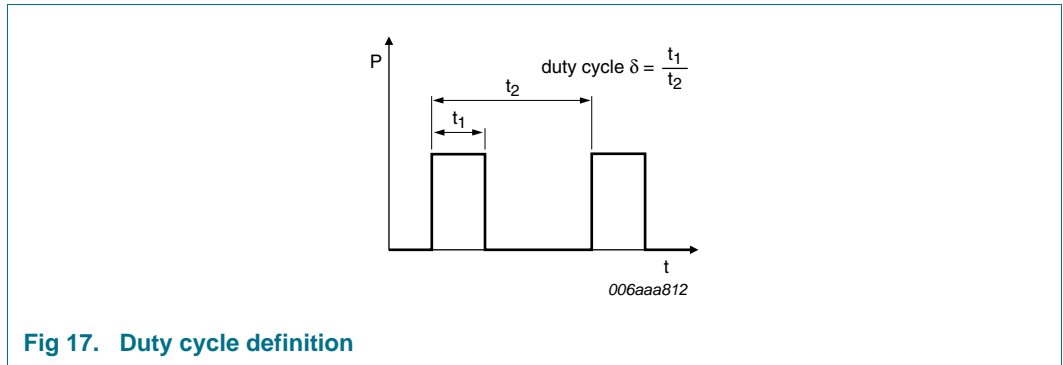 P
duty cycle δ = t1
t2
t2
t1
t
006aaa812
Fig 17. Duty cycle definition